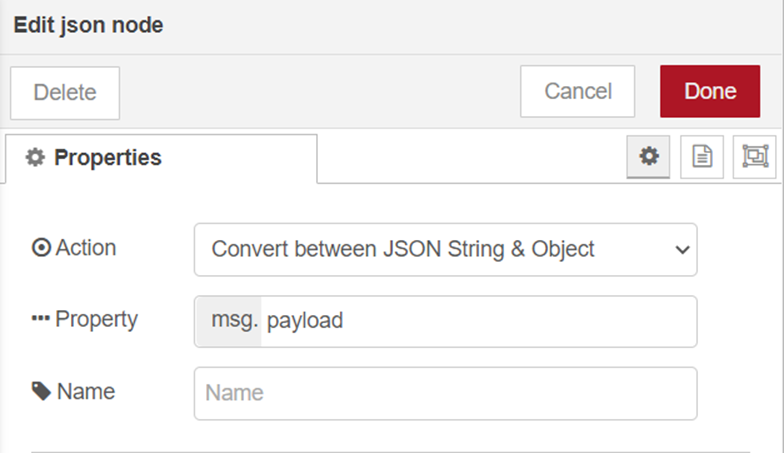 Edit json node
Delete
Cancel
Done
Properties
Action
Convert between JSON String & Object
Property
msg. payload
Name
Name